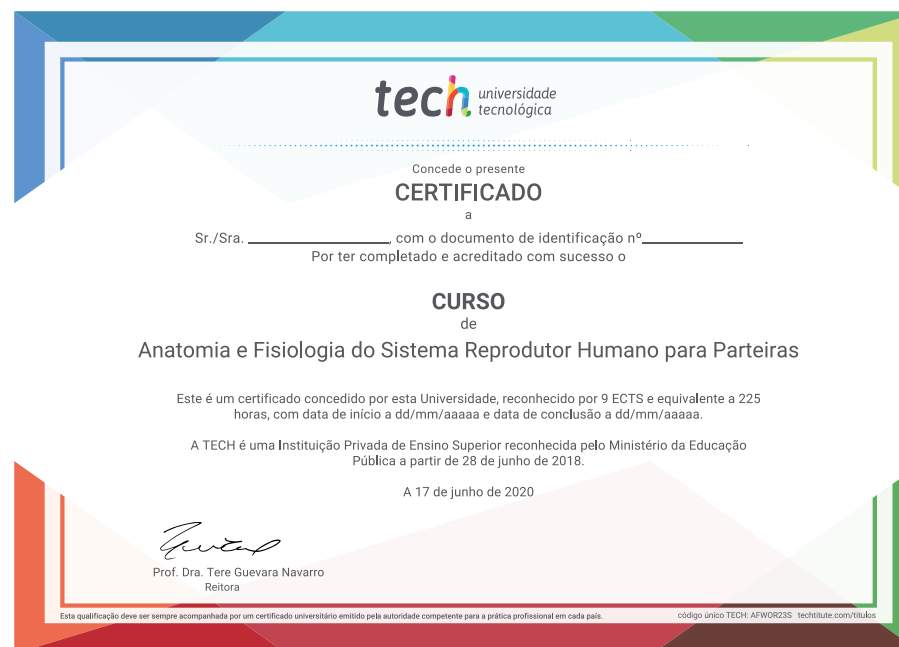 tech universidade
tecnológica
Concede o presente
CERTIFICADO
a
Sr./Sra. ________________, com o documento de identificação nº____________
Por ter completado e acreditado com sucesso o
CURSO
de
Anatomia e Fisiologia do Sistema Reprodutor Humano para Parteiras
Este é um certificado concedido por esta Universidade, reconhecido por 9 ECTS e equivalente a 225
horas, com data de início a dd/mm/aaaaa e data de conclusão a dd/mm/aaaaa.
A TECH é uma Instituição Privada de Ensino Superior reconhecida pelo Ministério da Educação
Pública a partir de 28 de junho de 2018.
A 17 de junho de 2020
Prof. Dra. Tere Guevara Navarro
Reitora
Esta qualificação deve ser sempre acompanhada por um certificado universitário emitido pela autoridade competente para a prática profissional em cada país. código único TECH: AFWOR23S techtitute.com/titulos